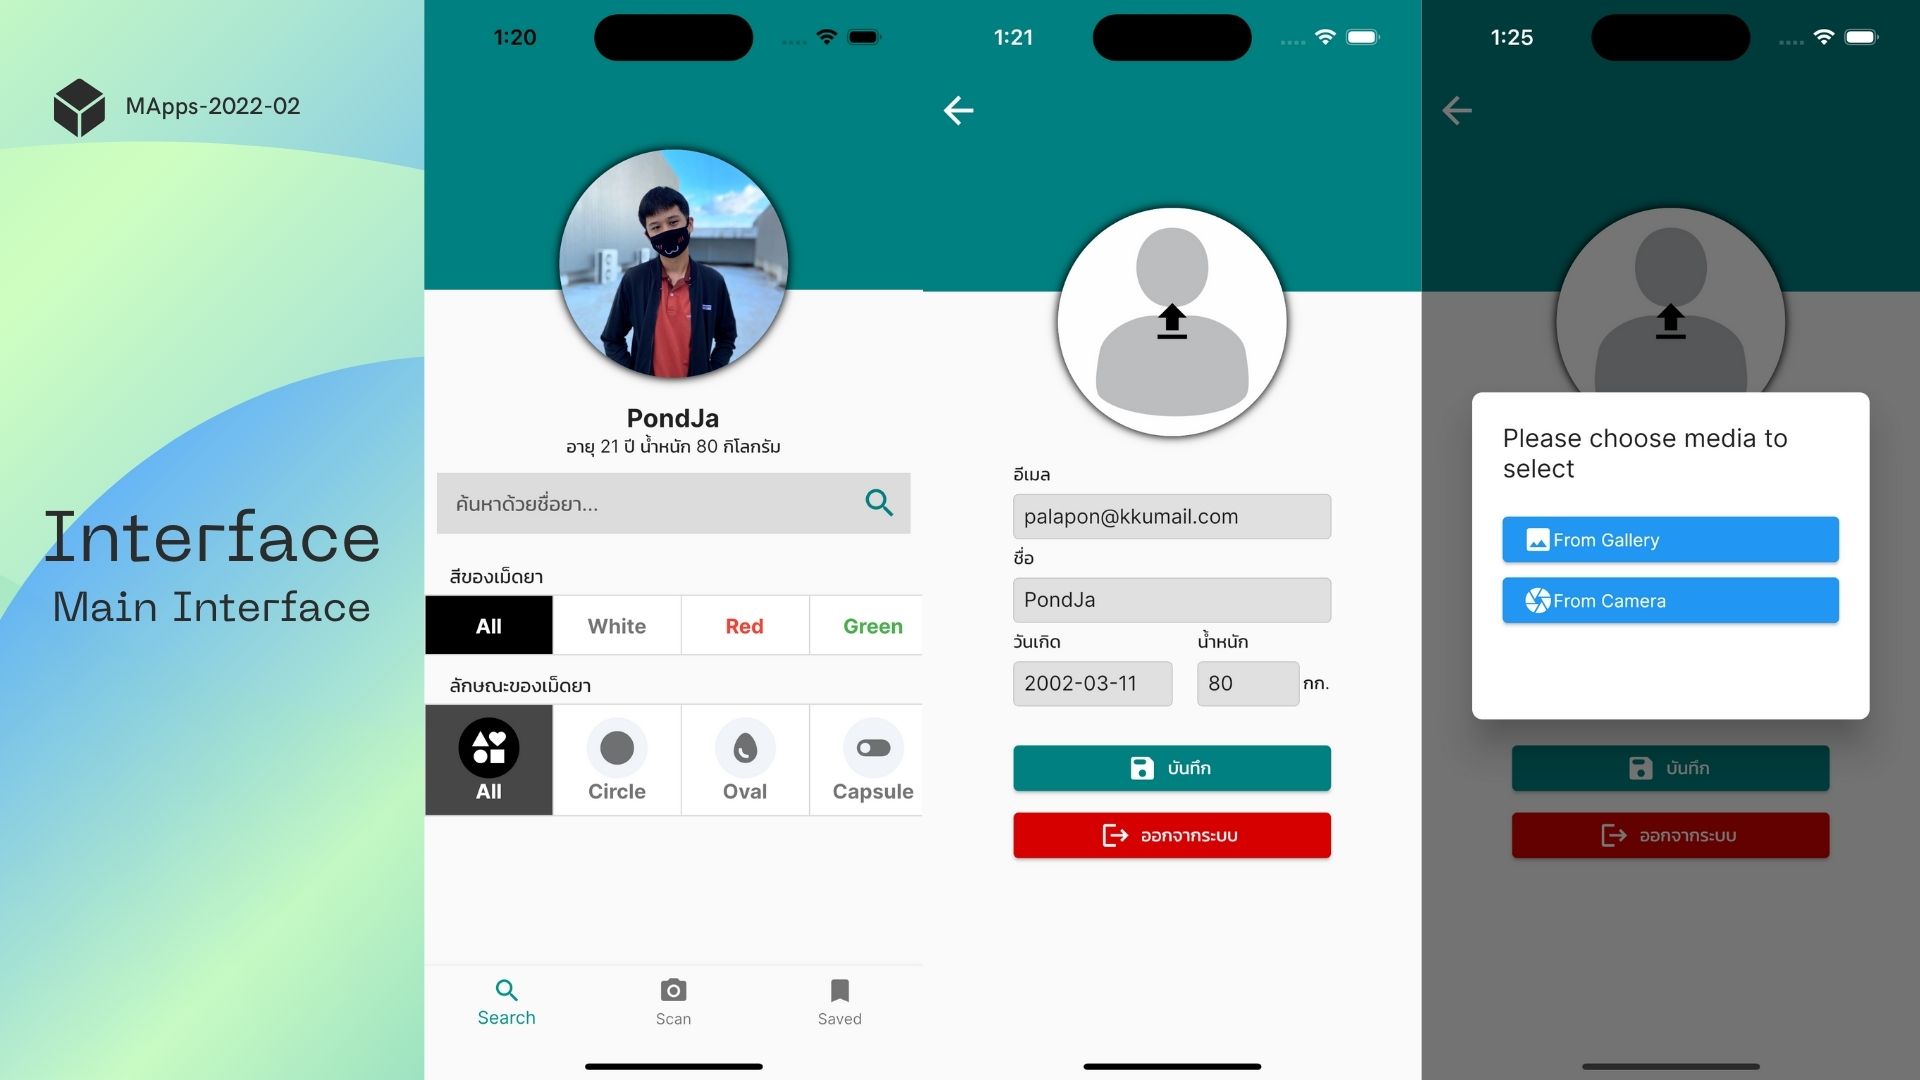 MApps-2022-02
Interface
Main Interface
1:20
PondJa
อายุ 21 ปี น้ำหนัก 80 กิโลกรัม
ค้นหาด้วยชื่อยา...
สีของเม็ดยา
All
White
Red
Green
ลักษณะของเม็ดยา
All
Circle
Oval
Capsule
Search
Scan
Saved
1:21
อีเมล
palapon@kkumail.com
ชื่อ
PondJa
วันเกิด
น้ำหนัก
2002-03-11
80
กก.
บันทึก
ออกจากระบบ
1:25
Please choose media to
select
From Gallery
From Camera
บันทึก
ออกจากระบบ